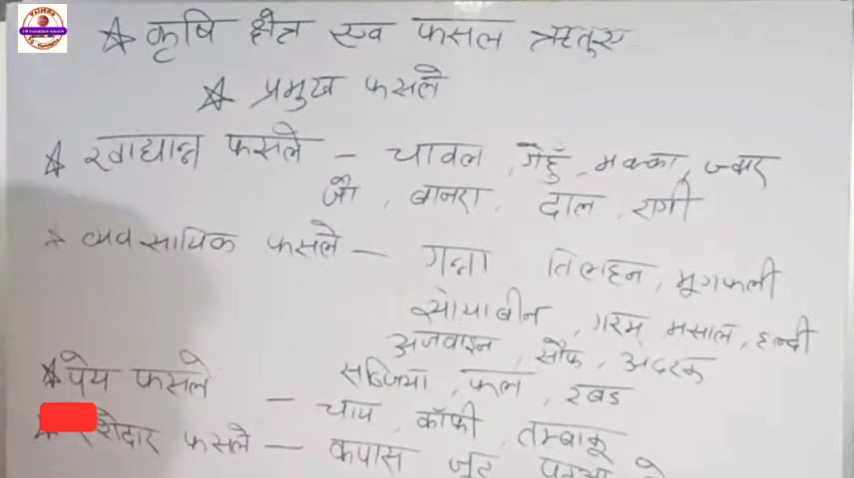 कृषि क्षेत्र एव फसल ऋतुए
प्रमुख फसले
खाद्यान्न फसले - चावल, गेहुँ, मक्का, ज्वार
जौ, बाजरा, दाल, रागी
व्यवसायिक फसले - गन्ना तिलहन, मूगफली
सोयाबीन, गरम मसाल, हल्दी
अजवाइन, सौफ, अदरक
सब्जिया, फल, रबड
पेय फसले - चाय, कॉफी, तम्बाकू
शेदार फसले - कपास जूट